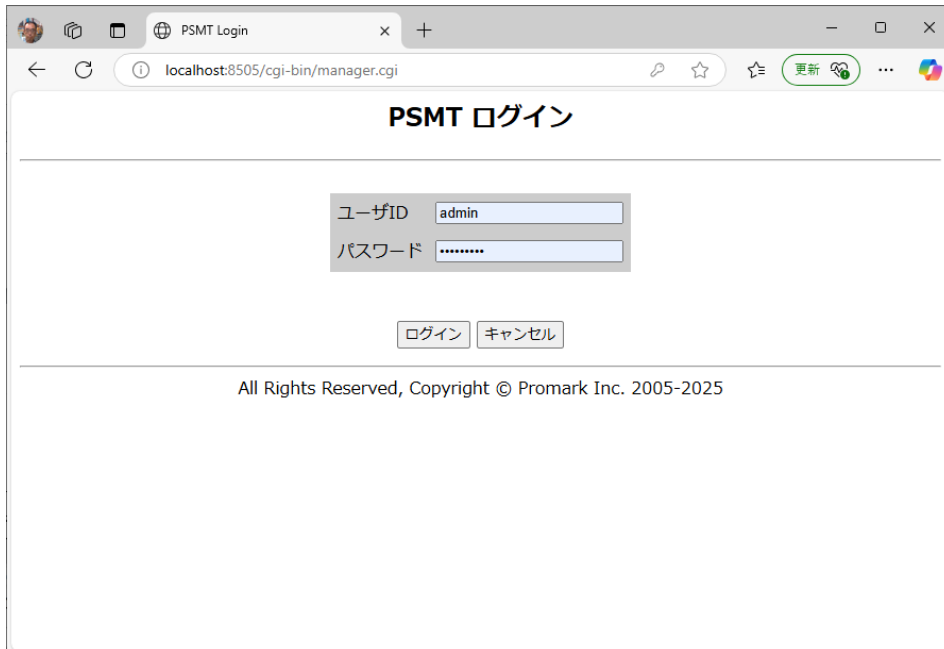 PSMT Login
localhost:8505/cgi-bin/manager.cgi
更新
PSMT ログイン
ユーザID admin
パスワード •••••••••
ログイン キャンセル
All Rights Reserved, Copyright © Promark Inc. 2005-2025